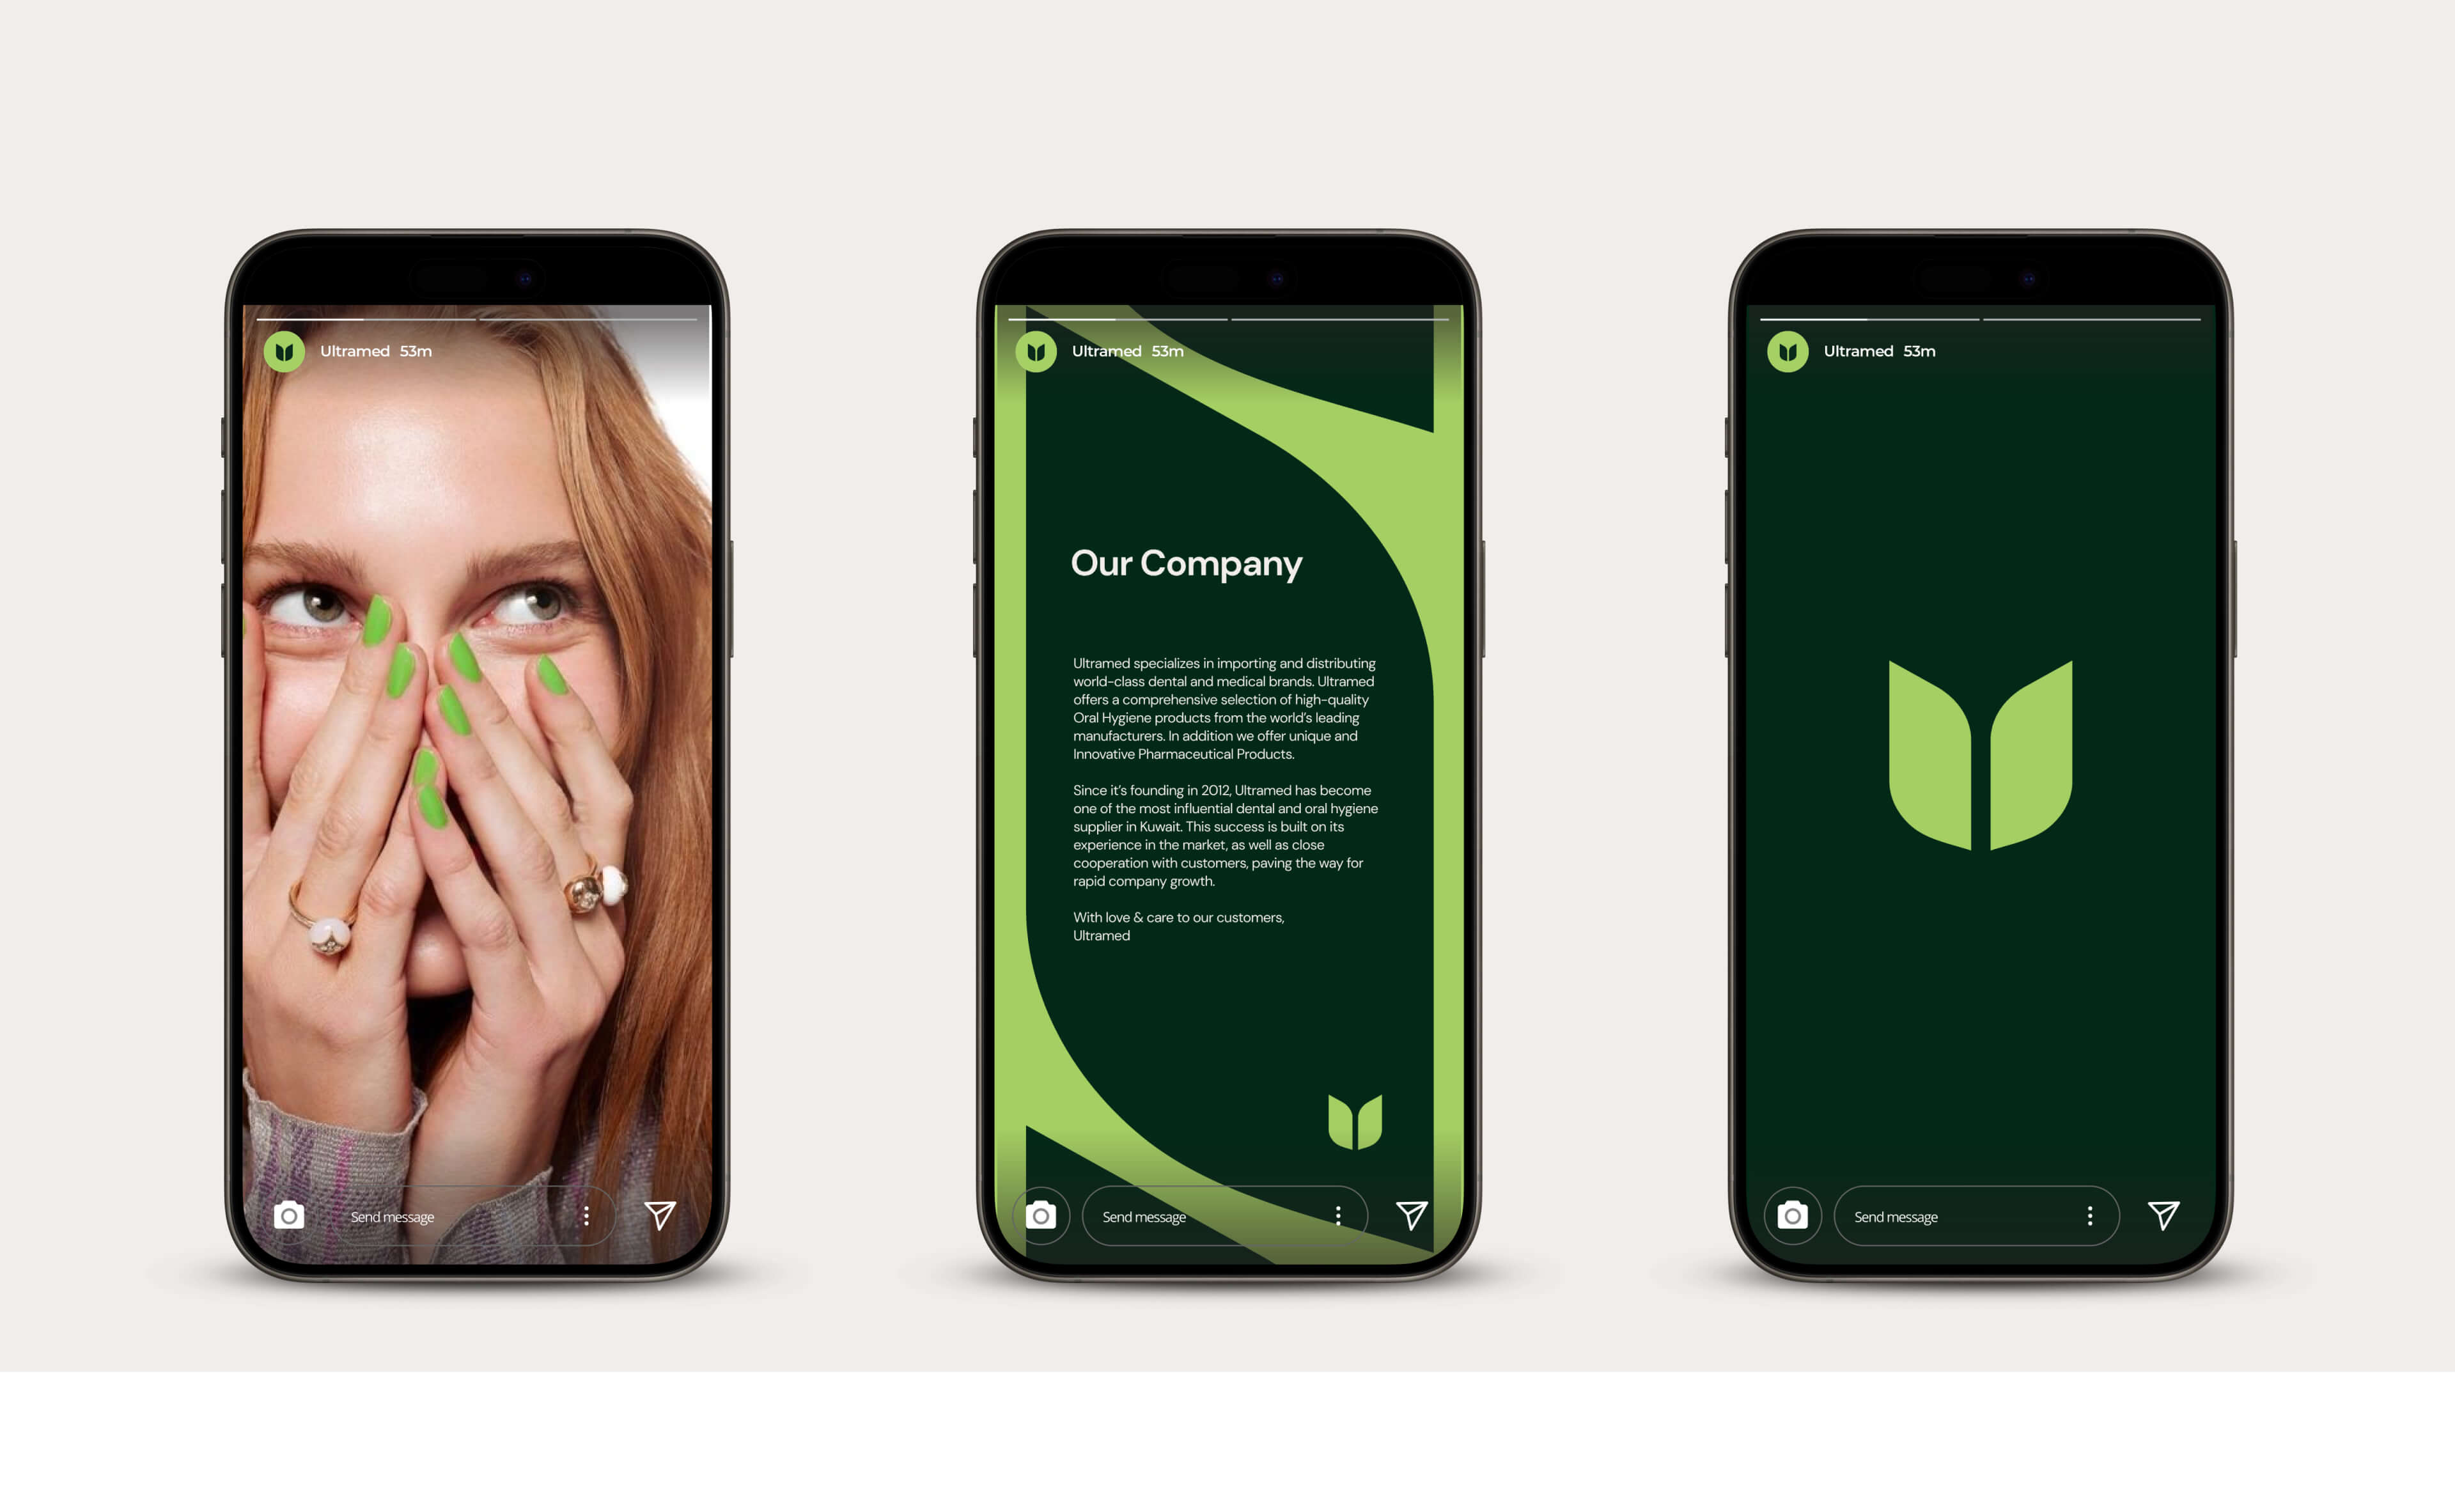 Ultramed 53m
Send message
Ultramed 53m
Our Company
Ultramed specializes in importing and distributing
world-class dental and medical brands. Ultramed
offers a comprehensive selection of high-quality
Oral Hygiene products from the world's leading
manufacturers. In addition we offer unique and
Innovative Pharmaceutical Products.
Since it's founding in 2012, Ultramed has become
one of the most influential dental and oral hygiene
supplier in Kuwait. This success is built on its
experience in the market, as well as close
cooperation with customers, paving the way for
rapid company growth.
With love & care to our customers,
Ultramed
Send message
Ultramed 53m
Send message